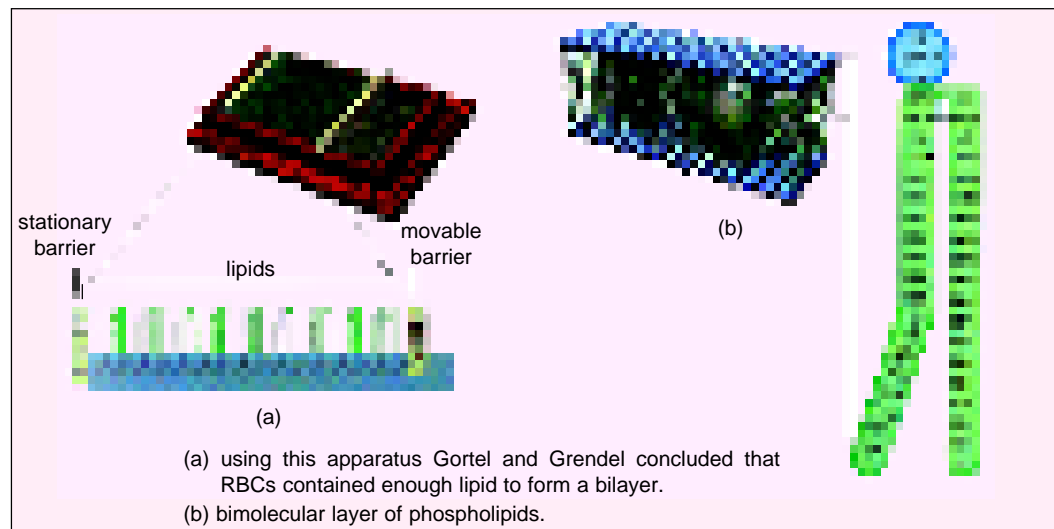 stationary
barrier
movable
barrier
lipids
(b)
(a)
(a) using this apparatus Gortel and Grendel concluded that
RBCs contained enough lipid to form a bilayer.
(b) bimolecular layer of phospholipids.